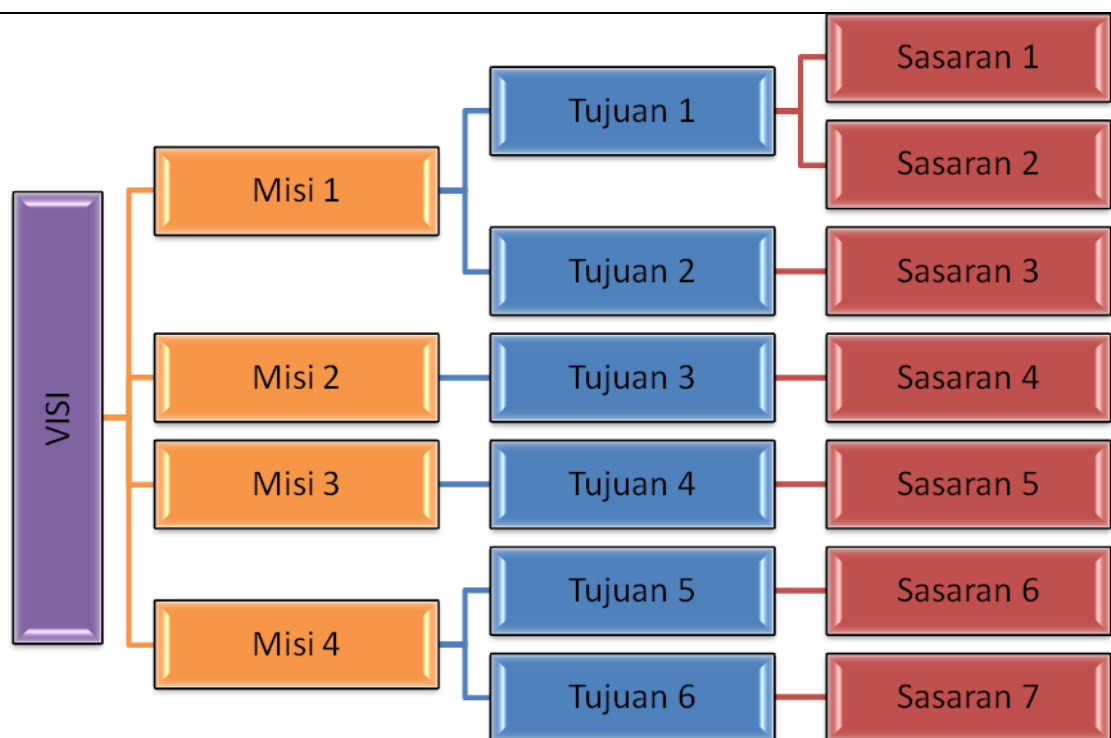 VISI
Misi 1
Tujuan 1
Sasaran 1
Sasaran 2
Tujuan 2
Sasaran 3
Misi 2
Tujuan 3
Sasaran 4
Misi 3
Tujuan 4
Sasaran 5
Misi 4
Tujuan 5
Sasaran 6
Tujuan 6
Sasaran 7